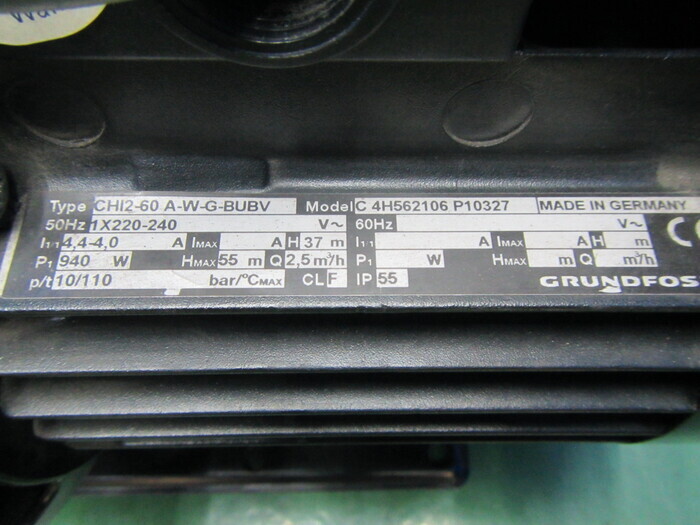 Type CHI2-60 A-W-G-BUBV Model C 4H562106 P10327 MADE IN GERMANY
50Hz 1X220-240 V~ 60Hz V~
I1/1 4,4-4,0 A IMAX A H 37 m I1/1 A IMAX A H m
P1 940 W HMAX 55 m Q 2,5 m³/h P1 W HMAX m Q m³/h
p/t 10/110 bar/°CMAX CL F IP 55 GRUNDFOS